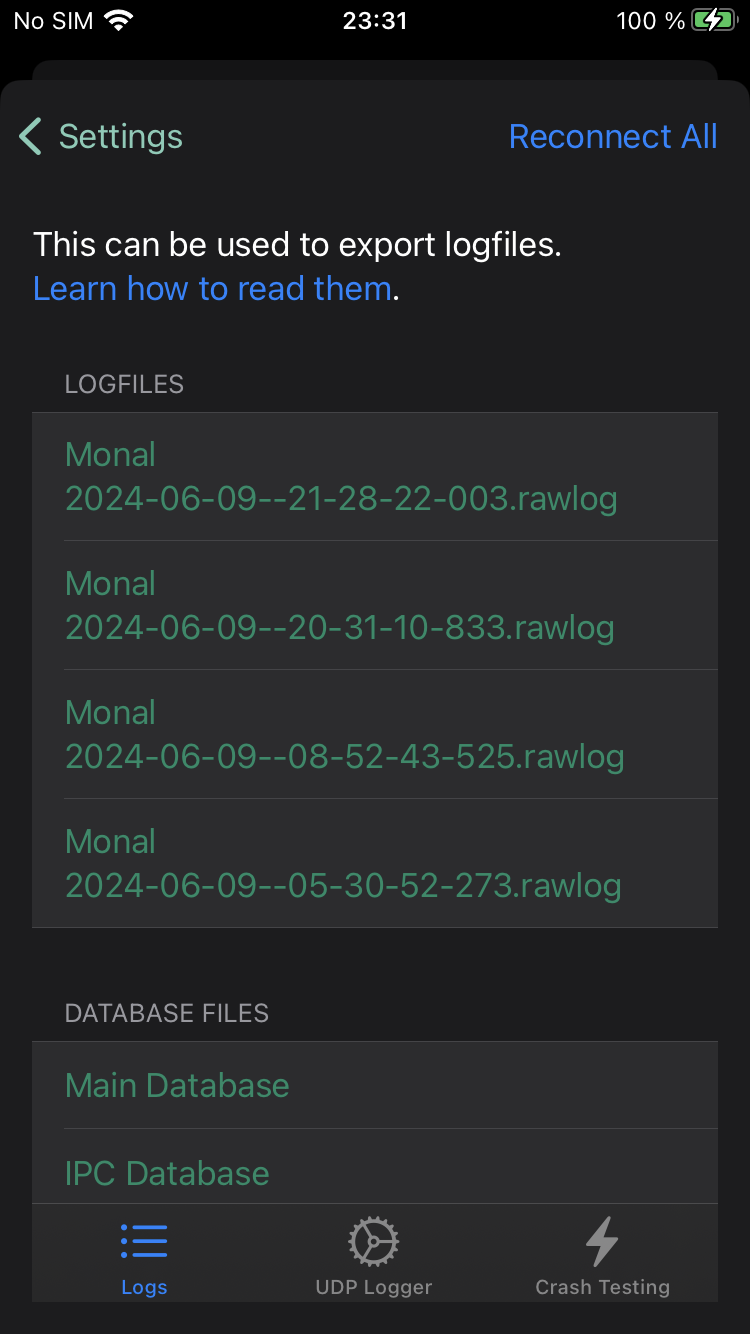 No SIM 23:31 100 %
Settings Reconnect All
This can be used to export logfiles.
Learn how to read them.
LOGFILES
Monal
2024-06-09--21-28-22-003.rawlog
Monal
2024-06-09--20-31-10-833.rawlog
Monal
2024-06-09--08-52-43-525.rawlog
Monal
2024-06-09--05-30-52-273.rawlog
DATABASE FILES
Main Database
IPC Database
Logs UDP Logger Crash Testing